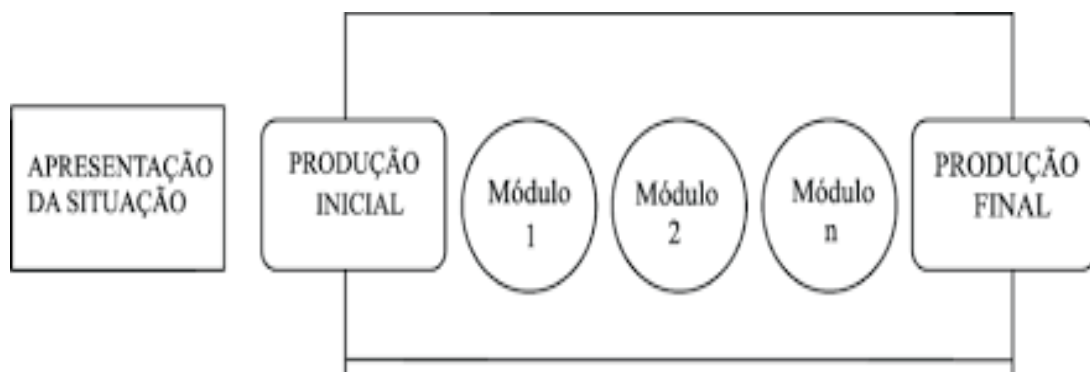 APRESENTAÇÃO
DA SITUAÇÃO
PRODUÇÃO
INICIAL
Módulo
1
Módulo
2
Módulo
n
PRODUÇÃO
FINAL